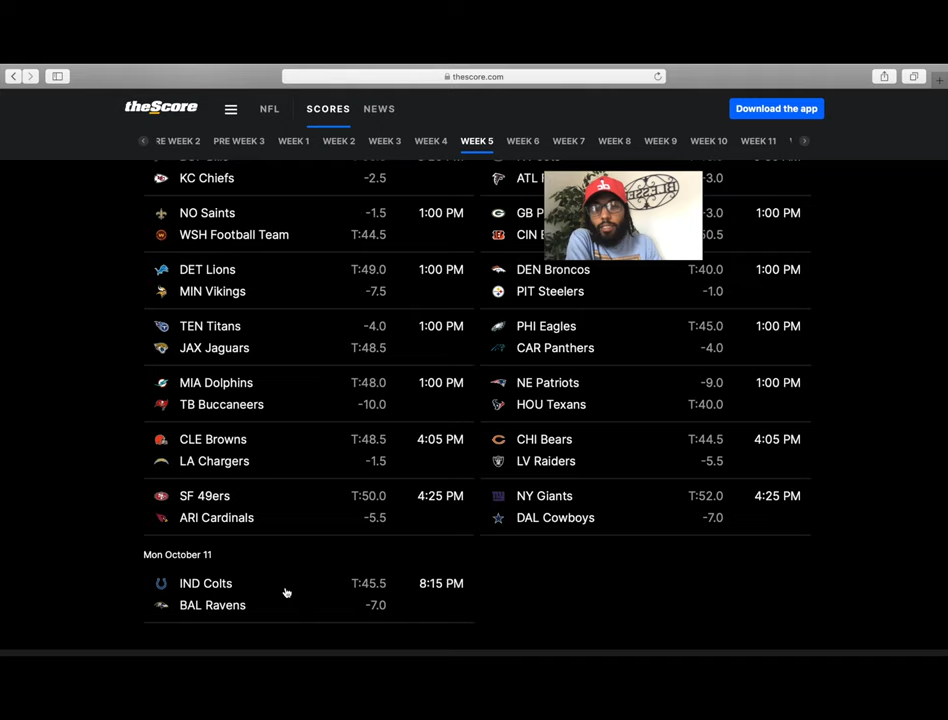 thescore.com
theScore
NFL
SCORES
NEWS
Download the app
RE WEEK 2
PRE WEEK 3
WEEK 1
WEEK 2
WEEK 3
WEEK 4
WEEK 5
WEEK 6
WEEK 7
WEEK 8
WEEK 9
WEEK 10
WEEK 11
KC Chiefs -2.5
ATL -3.0
NO Saints -1.5 1:00 PM
WSH Football Team T:44.5
GB P -3.0 1:00 PM
CIN 50.5
DET Lions T:49.0 1:00 PM
MIN Vikings -7.5
DEN Broncos T:40.0 1:00 PM
PIT Steelers -1.0
TEN Titans -4.0 1:00 PM
JAX Jaguars T:48.5
PHI Eagles T:45.0 1:00 PM
CAR Panthers -4.0
MIA Dolphins T:48.0 1:00 PM
TB Buccaneers -10.0
NE Patriots -9.0 1:00 PM
HOU Texans T:40.0
CLE Browns T:48.5 4:05 PM
LA Chargers -1.5
CHI Bears T:44.5 4:05 PM
LV Raiders -5.5
SF 49ers T:50.0 4:25 PM
ARI Cardinals -5.5
NY Giants T:52.0 4:25 PM
DAL Cowboys -7.0
Mon October 11
IND Colts T:45.5 8:15 PM
BAL Ravens -7.0